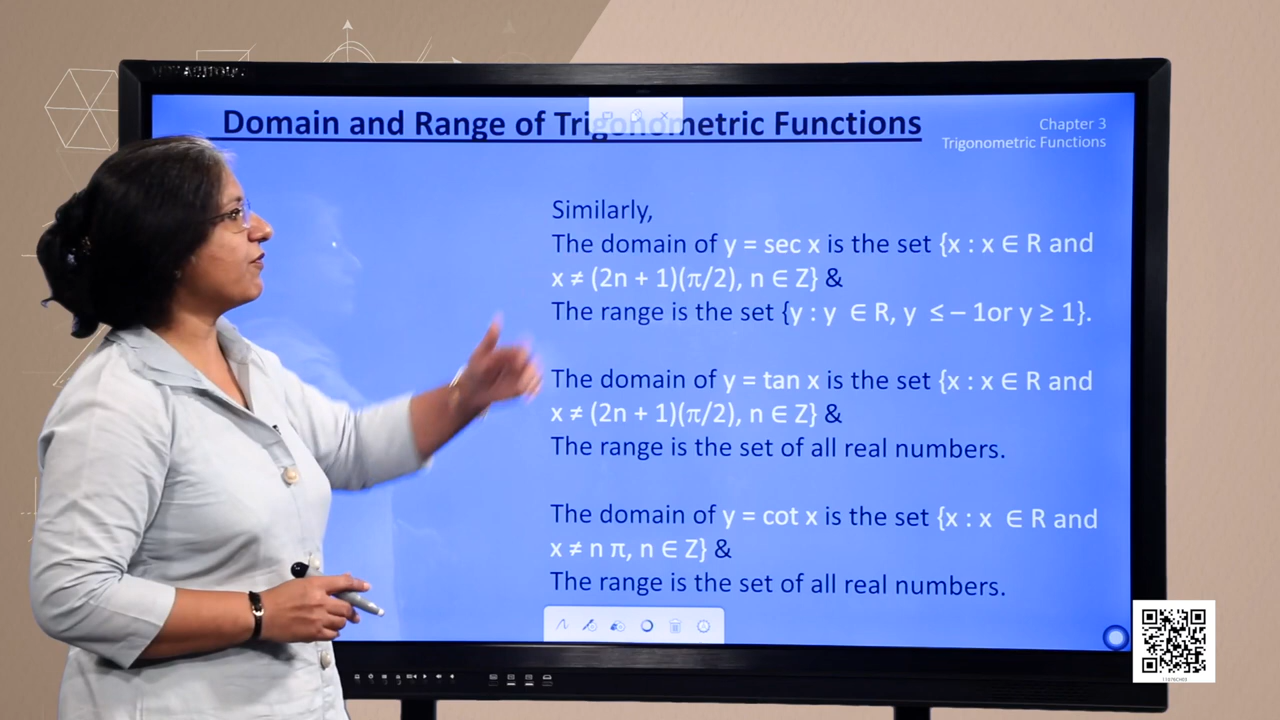 Domain and Range of Trigonometric Functions
Chapter 3
Trigonometric Functions
Similarly,
The domain of y = sec x is the set {x : x ∈ R and
x ≠ (2n + 1)(π/2), n ∈ Z} &
The range is the set {y : y ∈ R, y ≤ – 1or y ≥ 1}.
The domain of y = tan x is the set {x : x ∈ R and
x ≠ (2n + 1)(π/2), n ∈ Z} &
The range is the set of all real numbers.
The domain of y = cot x is the set {x : x ∈ R and
x ≠ n π, n ∈ Z} &
The range is the set of all real numbers.